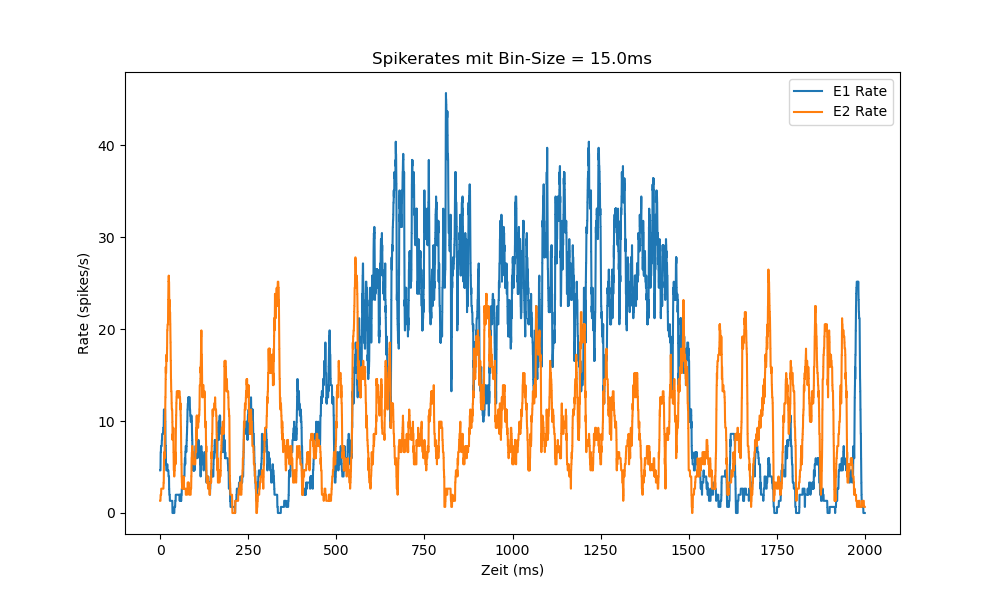 Spikerates mit Bin-Size = 15.0ms
E1 Rate
E2 Rate
Rate (spikes/s)
40
30
20
10
0
0 250 500 750 1000 1250 1500 1750 2000
Zeit (ms)